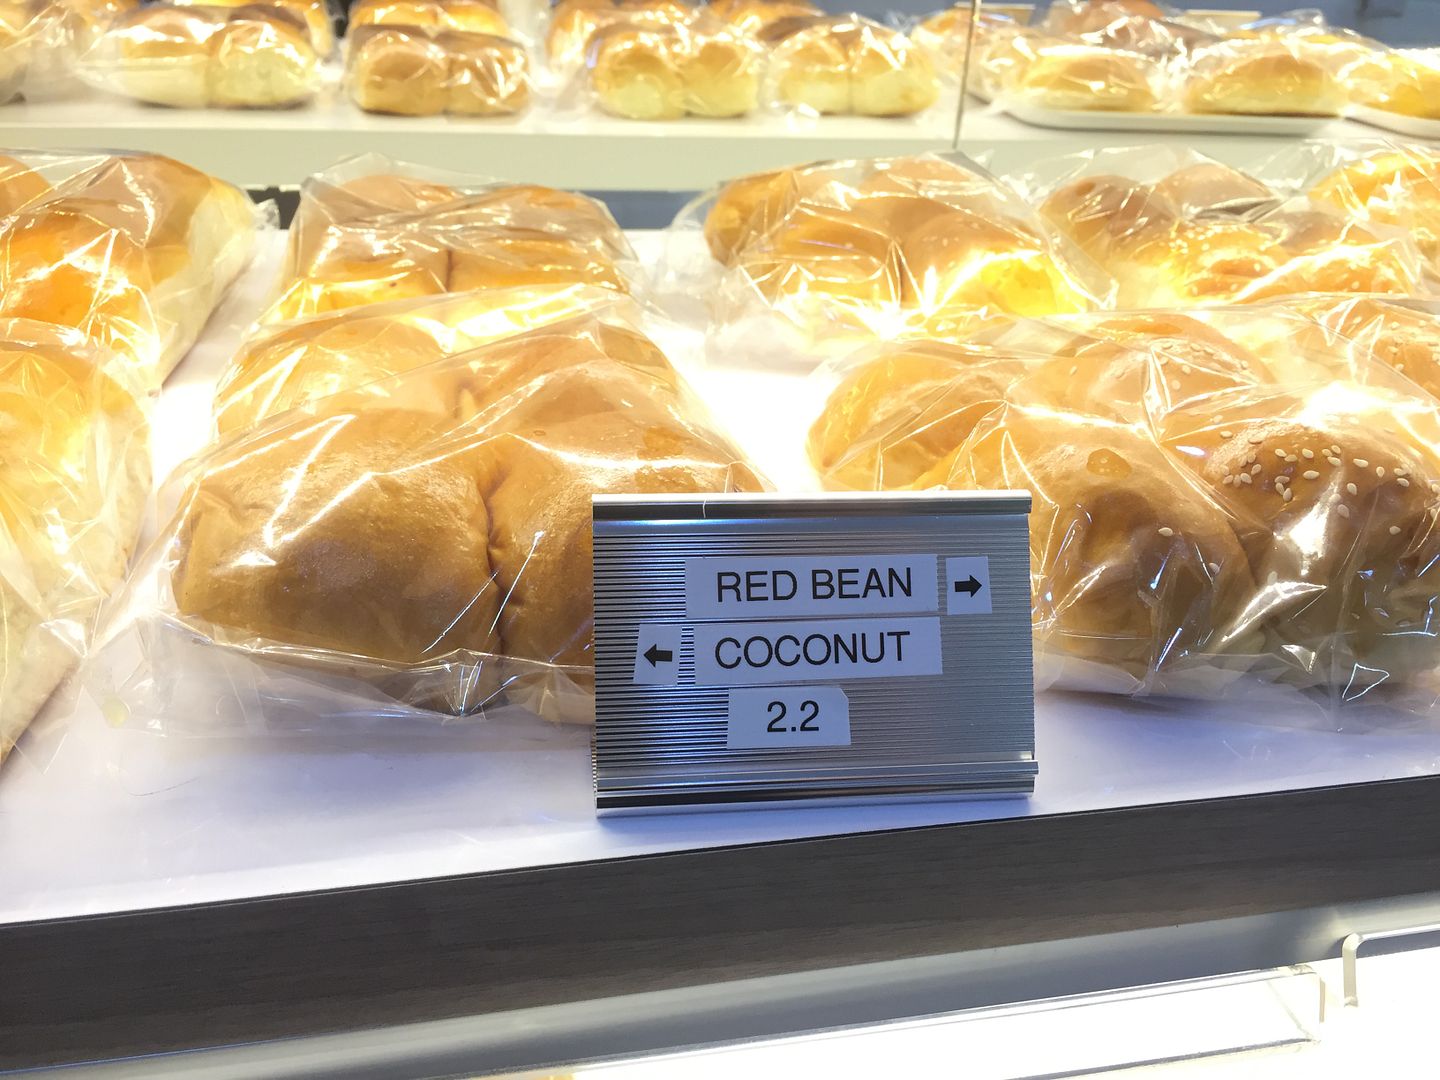 RED BEAN →
← COCONUT
2.2